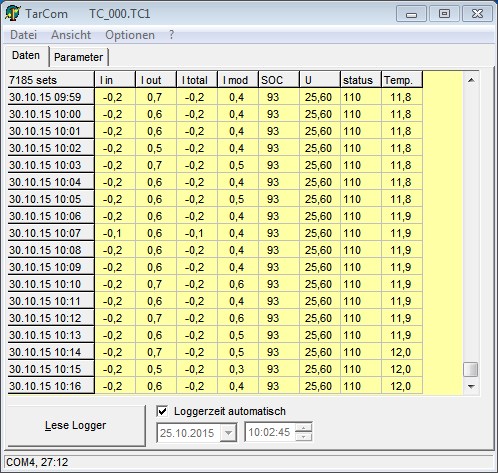 TarCom TC_000.TC1
Datei Ansicht Optionen ?
Daten Parameter
7185 sets I in I out I total I mod SOC U status Temp.
30.10.15 09:59 -0,2 0,7 -0,2 0,4 93 25,60 110 11,8
30.10.15 10:00 -0,2 0,6 -0,2 0,4 93 25,60 110 11,8
30.10.15 10:01 -0,2 0,6 -0,2 0,4 93 25,60 110 11,8
30.10.15 10:02 -0,2 0,5 -0,2 0,4 93 25,60 110 11,8
30.10.15 10:03 -0,2 0,7 -0,2 0,5 93 25,60 110 11,8
30.10.15 10:04 -0,2 0,6 -0,2 0,4 93 25,60 110 11,8
30.10.15 10:05 -0,2 0,6 -0,2 0,5 93 25,60 110 11,8
30.10.15 10:06 -0,2 0,6 -0,2 0,4 93 25,60 110 11,9
30.10.15 10:07 -0,1 0,6 -0,1 0,4 93 25,60 110 11,9
30.10.15 10:08 -0,2 0,6 -0,2 0,4 93 25,60 110 11,9
30.10.15 10:09 -0,2 0,6 -0,2 0,4 93 25,60 110 11,9
30.10.15 10:10 -0,2 0,7 -0,2 0,6 93 25,60 110 11,9
30.10.15 10:11 -0,2 0,6 -0,2 0,4 93 25,60 110 11,9
30.10.15 10:12 -0,2 0,7 -0,2 0,6 93 25,60 110 11,9
30.10.15 10:13 -0,2 0,6 -0,2 0,5 93 25,60 110 11,9
30.10.15 10:14 -0,2 0,7 -0,2 0,5 93 25,60 110 12,0
30.10.15 10:15 -0,2 0,5 -0,2 0,3 93 25,60 110 12,0
30.10.15 10:16 -0,2 0,6 -0,2 0,4 93 25,60 110 12,0
Lese Logger
Loggerzeit automatisch
25.10.2015 10:02:45
COM4, 27:12